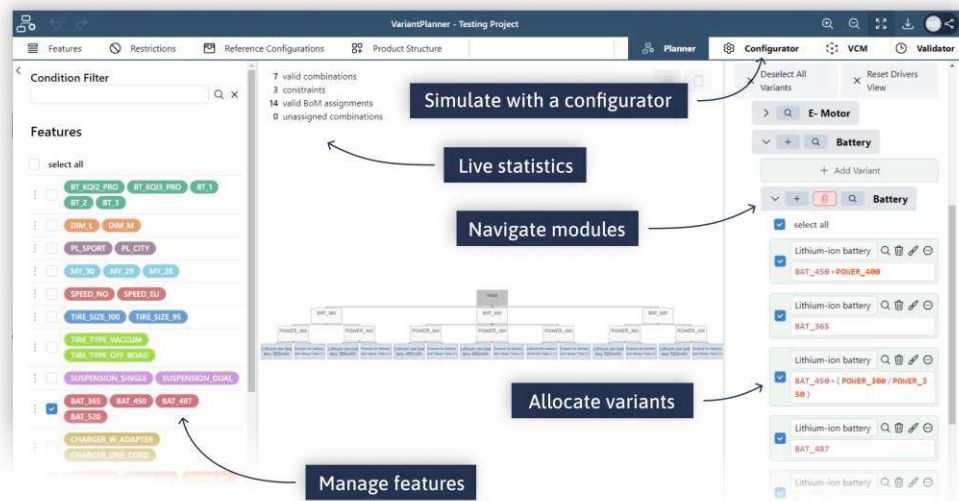 VariantPlanner - Testing Project
Features
Restrictions
Reference Configurations
Product Structure
Planner
Configurator
VCM
Validator
Condition Filter
Features
select all
BT_KQI2_PRO BT_KQI3_PRO BT_1
BT_2 BT_3
DIM_L DIM_M
PL_SPORT PL_CITY
MY_30 MY_29 MY_28
SPEED_NO SPEED_EU
TIRE_SIZE_100 TIRE_SIZE_95
TIRE_TYPE_VACCUM
TIRE_TYPE_OFF_ROAD
SUSPENSION_SINGLE SUSPENSION_DUAL
BAT_365 BAT_450 BAT_487
BAT_520
CHARGER_W_ADAPTER
CHARGER_ONE_CORD
Manage features
7 valid combinations
3 constraints
14 valid BoM assignments
0 unassigned combinations
Simulate with a configurator
Live statistics
Navigate modules
Allocate variants
Deselect All
Variants
Reset Drivers
View
E- Motor
Battery
+ Add Variant
Battery
select all
Lithium-ion battery
BAT_450+POWER_400
Lithium-ion battery
BAT_365
Lithium-ion battery
BAT_450+(POWER_300/POWER_3
50)
Lithium-ion battery
BAT_487
Lithium-ion battery